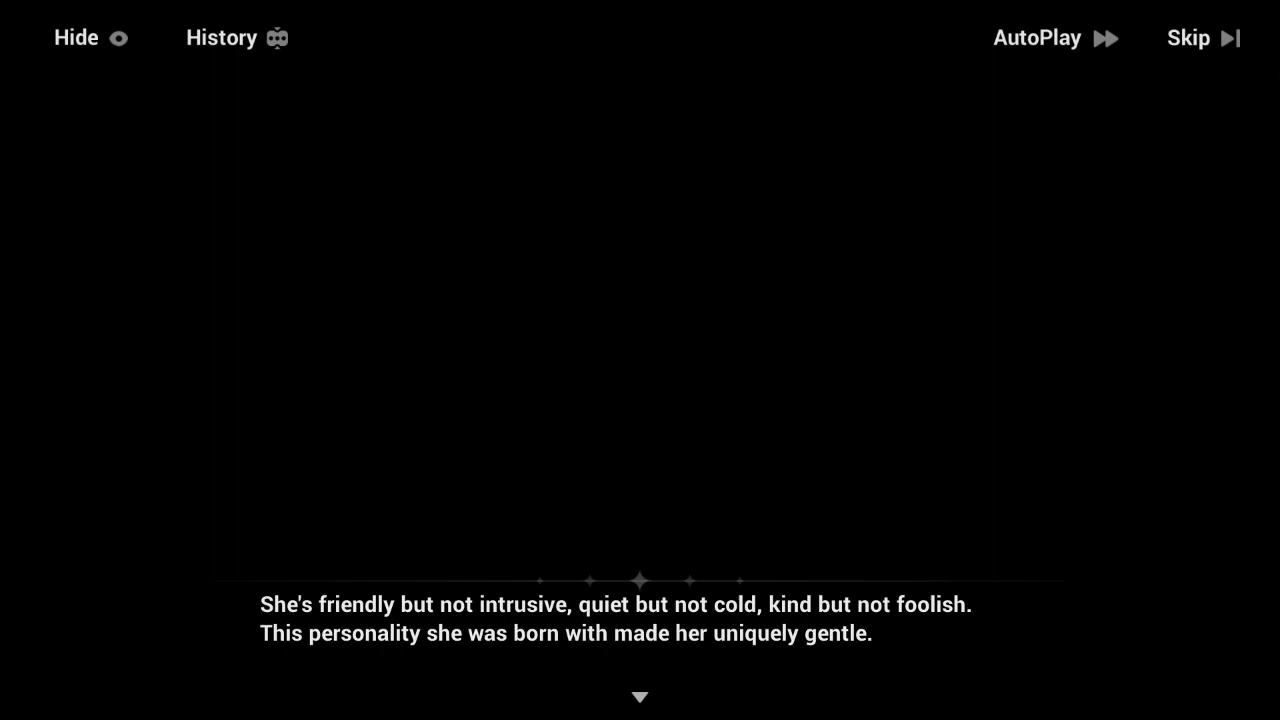 Hide
History
AutoPlay
Skip
She's friendly but not intrusive, quiet but not cold, kind but not foolish.
This personality she was born with made her uniquely gentle.